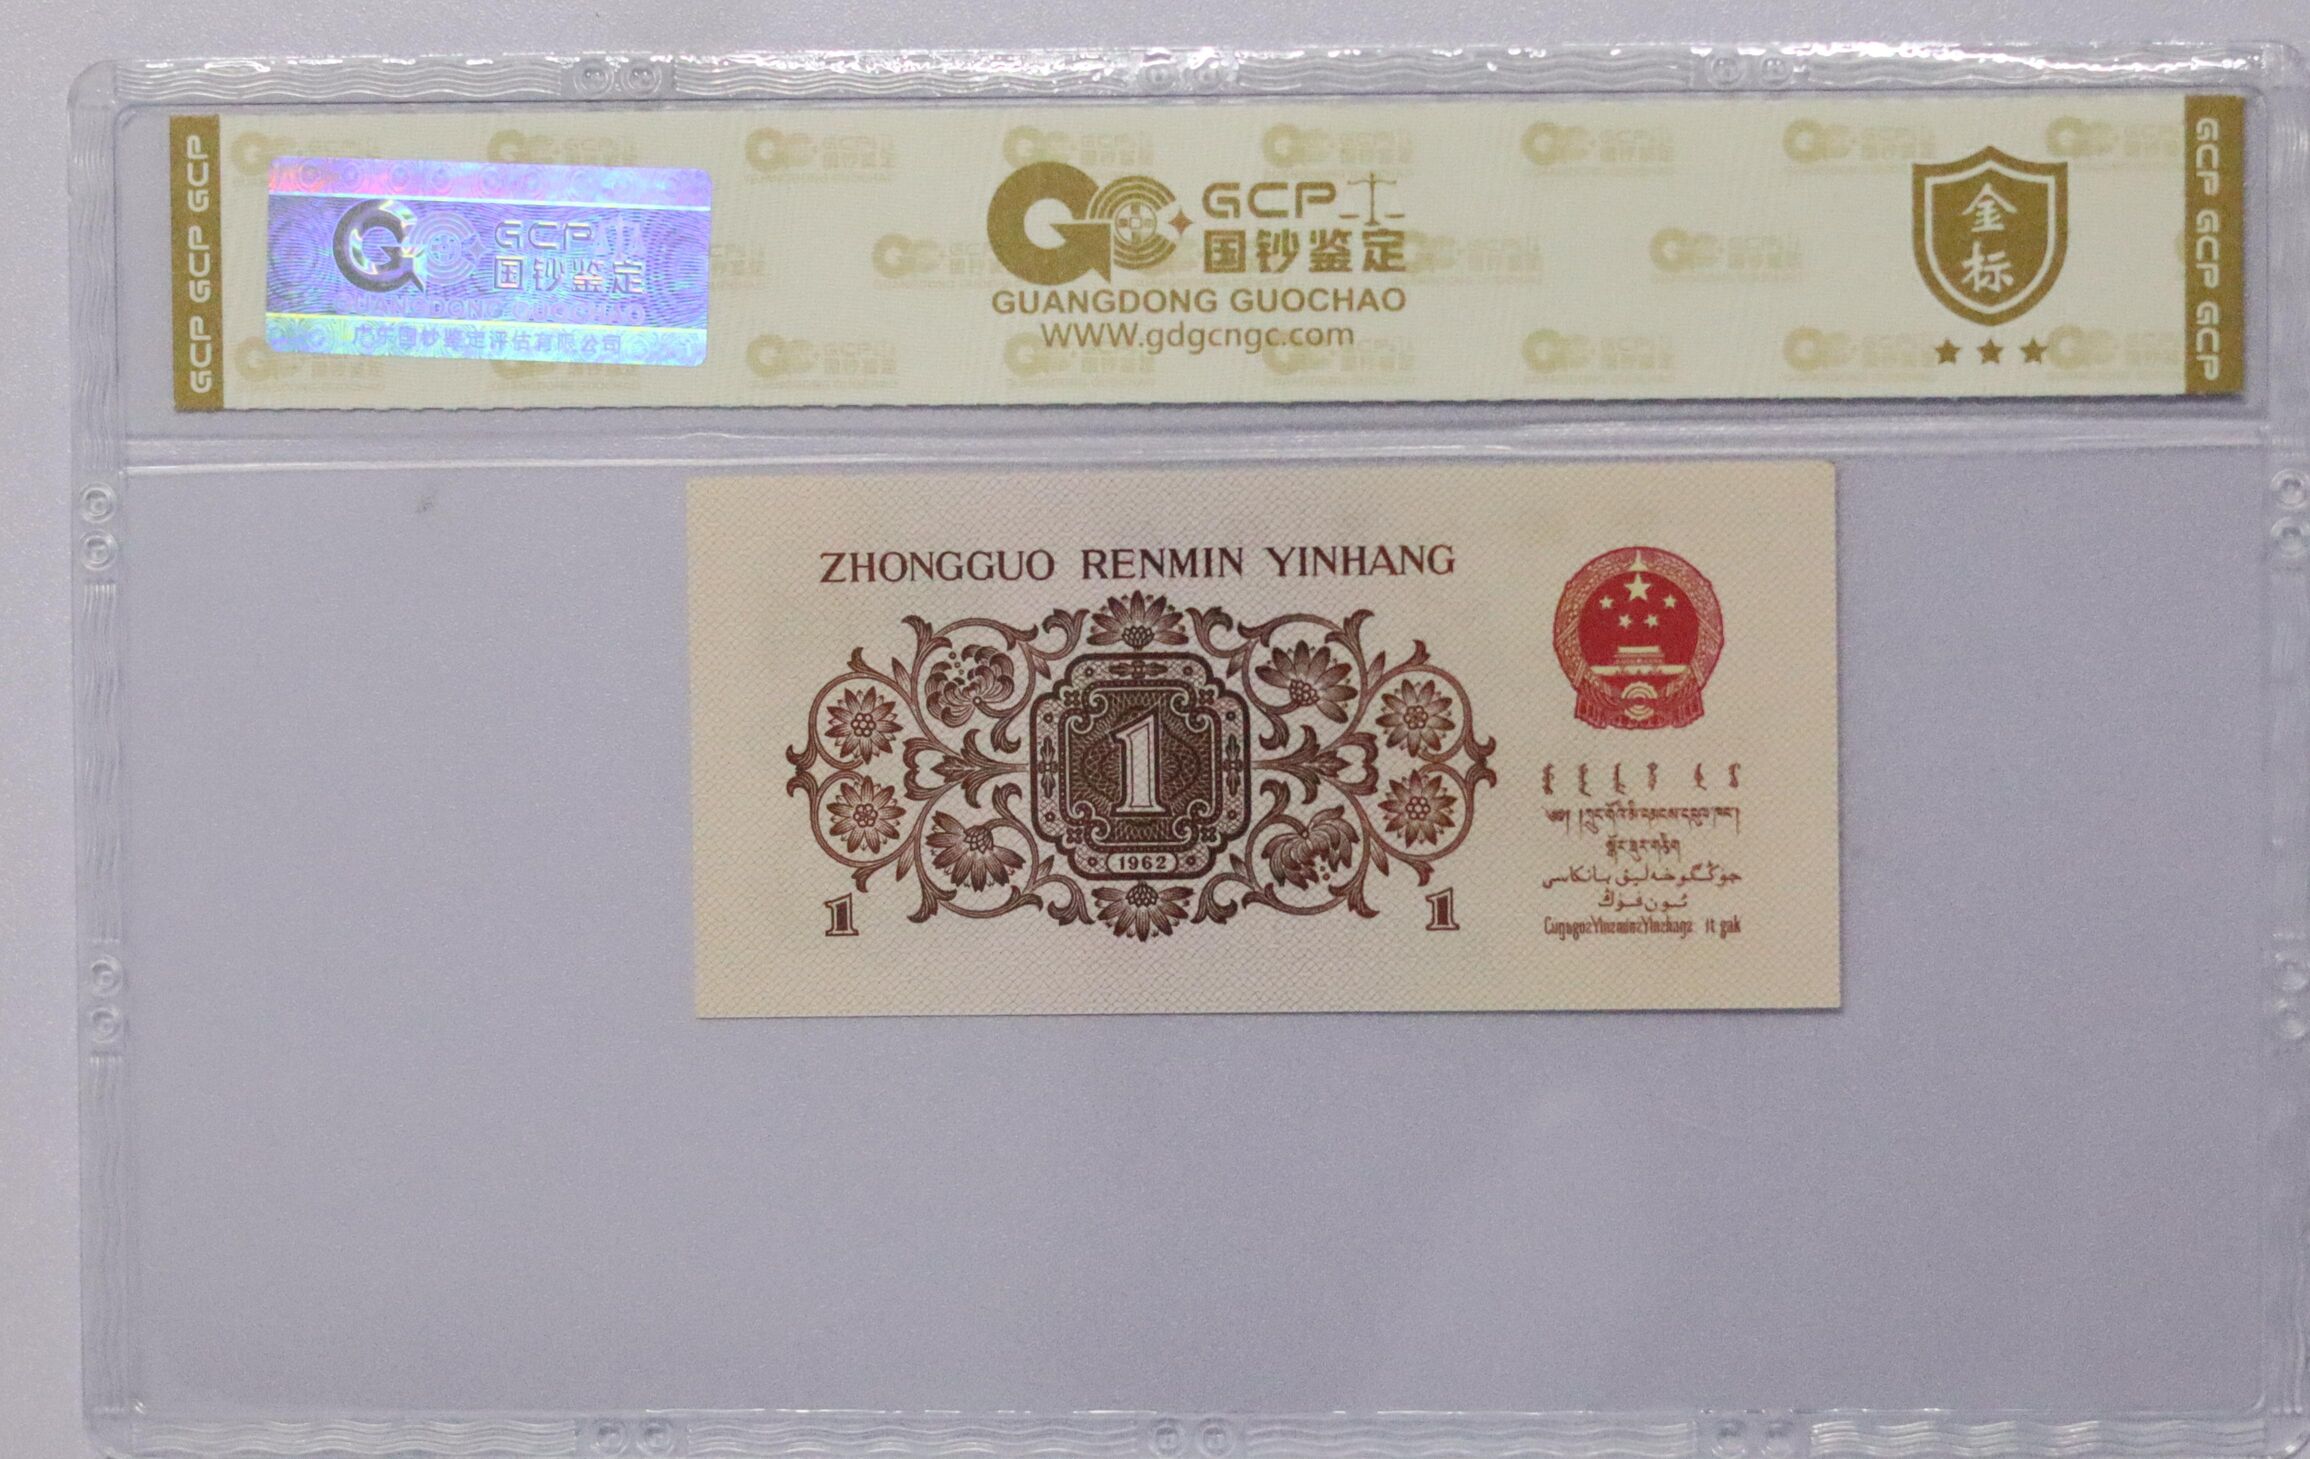 GCP GCP GCP
GCP
国钞鉴定
GUANGDONG GUOCHAO
广东国钞鉴定评估有限公司
GCP
国钞鉴定
GUANGDONG GUOCHAO
WWW.gdgcngc.com
金
标
GCP GCP GCP
ZHONGGUO RENMIN YINHANG
1
1962
1
1